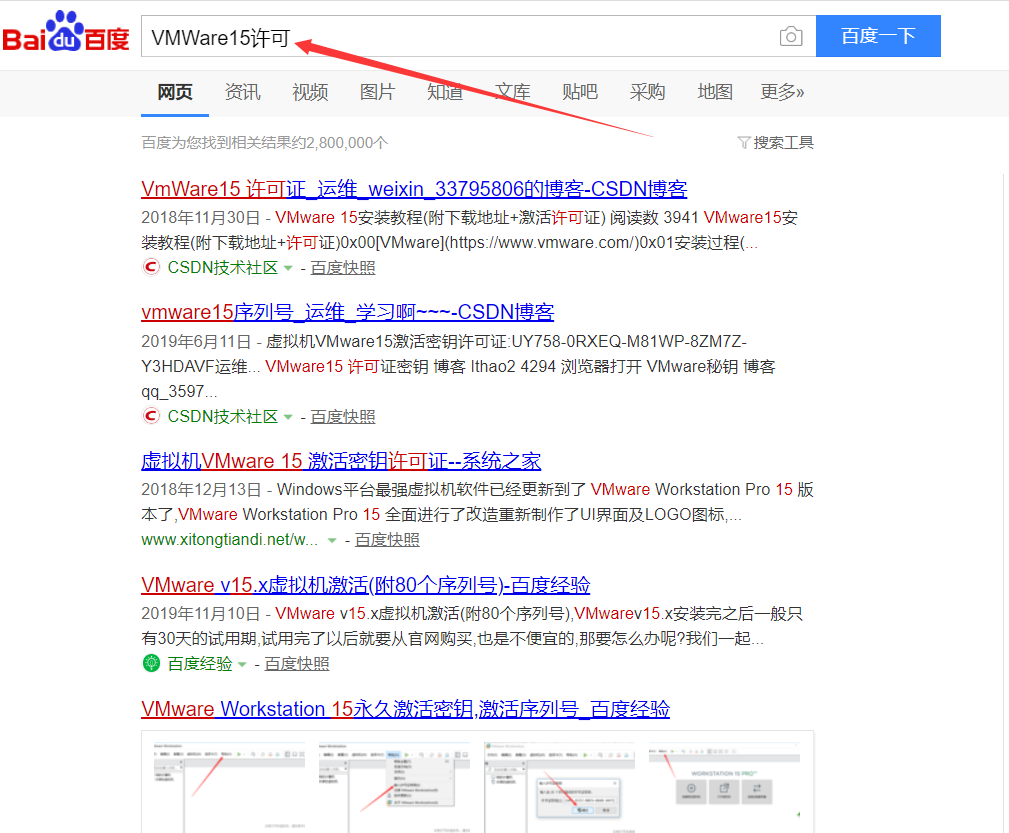 Bai du 百度
VMWare15许可
百度一下
网页 资讯 视频 图片 知道 文库 贴吧 采购 地图 更多»
百度为您找到相关结果约2,800,000个
搜索工具
VmWare15 许可证_运维_weixin_33795806的博客-CSDN博客
2018年11月30日 - VMware 15安装教程(附下载地址+激活许可证) 阅读数 3941 VMware15安
装教程(附下载地址+许可证)0x00[VMware](https://www.vmware.com/)0x01安装过程(...
CSDN技术社区 - 百度快照
vmware15序列号_运维_学习啊~~~-CSDN博客
2019年6月11日 - 虚拟机VMware15激活密钥许可证:UY758-0RXEQ-M81WP-8ZM7Z-
Y3HDAVF运维... VMware15 许可证密钥 博客 lthao2 4294 浏览器打开 VMware秘钥 博客
qq_3597...
CSDN技术社区 - 百度快照
虚拟机VMware 15 激活密钥许可证--系统之家
2018年12月13日 - Windows平台最强虚拟机软件已经更新到了 VMware Workstation Pro 15 版
本了,VMware Workstation Pro 15 全面进行了改造重新制作了UI界面及LOGO图标,...
www.xitongtiandi.net/w... - 百度快照
VMware v15.x虚拟机激活(附80个序列号)-百度经验
2019年11月10日 - VMware v15.x虚拟机激活(附80个序列号),VMwarev15.x安装完之后一般只
有30天的试用期,试用完了以后就要从官网购买,也是不便宜的,那要怎么办呢?我们一起...
百度经验 - 百度快照
VMware Workstation 15永久激活密钥,激活序列号_百度经验
WORKSTATION 15 PRO